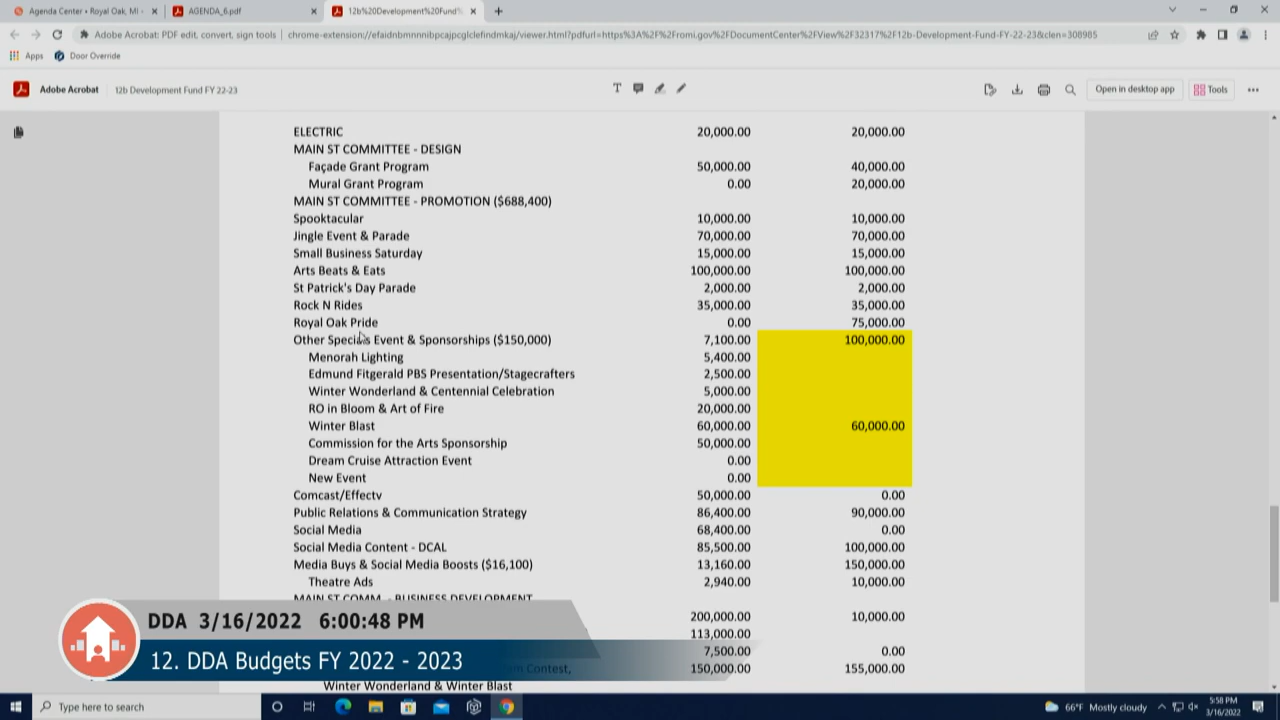 Agenda Center • Royal Oak, MI •
AGENDA_6.pdf
12b%20Development%20Fund%
Adobe Acrobat: PDF edit, convert, sign tools | chrome-extension://efaidnbmnnnibpcajpcglclefindmkaj/viewer.html?pdfurl=https%3A%2F%2Fromi.gov%2FDocumentCenter%2FView%2F32317%2F12b-Development-Fund-FY-22-23&clen=308985
Apps Door Override
Adobe Acrobat 12b Development Fund FY 22-23 Open in desktop app Tools
ELECTRIC 20,000.00 20,000.00
MAIN ST COMMITTEE - DESIGN
Façade Grant Program 50,000.00 40,000.00
Mural Grant Program 0.00 20,000.00
MAIN ST COMMITTEE - PROMOTION ($688,400)
Spooktacular 10,000.00 10,000.00
Jingle Event & Parade 70,000.00 70,000.00
Small Business Saturday 15,000.00 15,000.00
Arts Beats & Eats 100,000.00 100,000.00
St Patrick's Day Parade 2,000.00 2,000.00
Rock N Rides 35,000.00 35,000.00
Royal Oak Pride 0.00 75,000.00
Other Specials Event & Sponsorships ($150,000) 7,100.00 100,000.00
Menorah Lighting 5,400.00
Edmund Fitgerald PBS Presentation/Stagecrafters 2,500.00
Winter Wonderland & Centennial Celebration 5,000.00
RO in Bloom & Art of Fire 20,000.00
Winter Blast 60,000.00 60,000.00
Commission for the Arts Sponsorship 50,000.00
Dream Cruise Attraction Event 0.00
New Event 0.00
Comcast/Effectv 50,000.00 0.00
Public Relations & Communication Strategy 86,400.00 90,000.00
Social Media 68,400.00 0.00
Social Media Content - DCAL 85,500.00 100,000.00
Media Buys & Social Media Boosts ($16,100) 13,160.00 150,000.00
Theatre Ads 2,940.00 10,000.00
MAIN ST COMM - BUSINESS DEVELOPMENT
200,000.00 10,000.00
113,000.00
7,500.00 0.00
Contest, 150,000.00 155,000.00
Winter Wonderland & Winter Blast
DDA 3/16/2022 6:00:48 PM
12. DDA Budgets FY 2022 - 2023
Type here to search
66°F Mostly cloudy
5:58 PM
3/16/2022